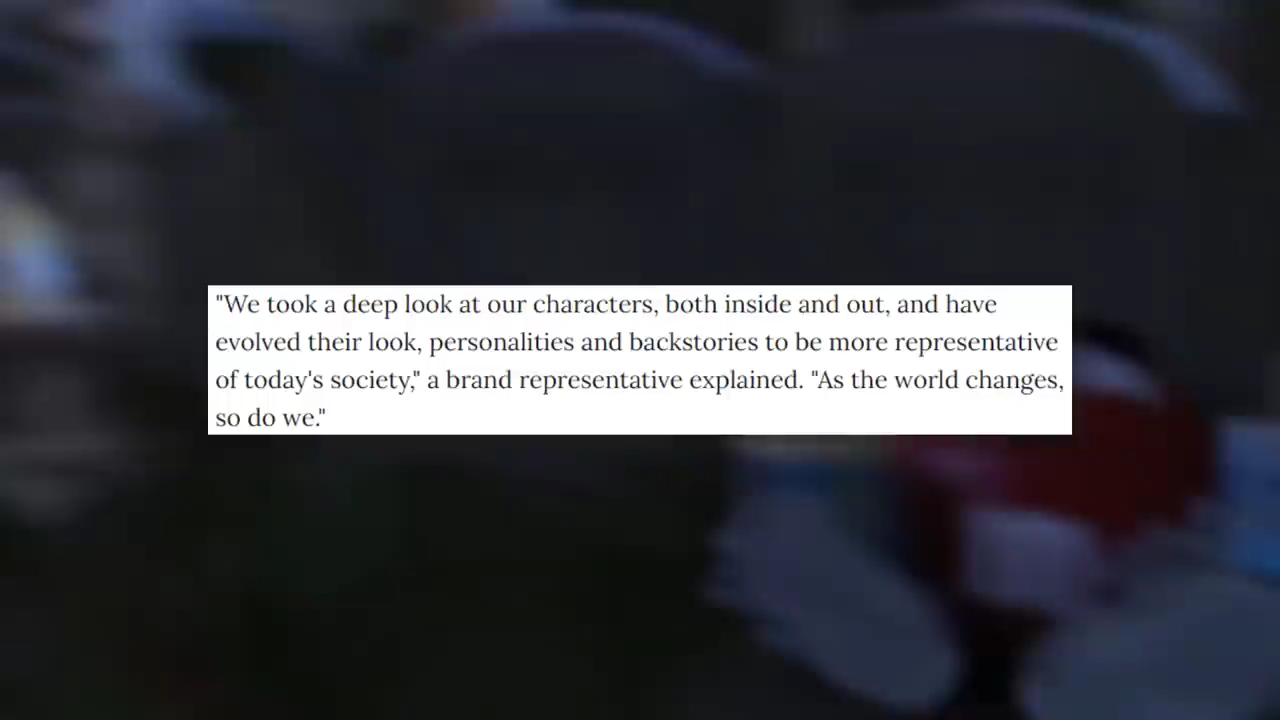 "We took a deep look at our characters, both inside and out, and have
evolved their look, personalities and backstories to be more representative
of today's society," a brand representative explained. "As the world changes,
so do we."